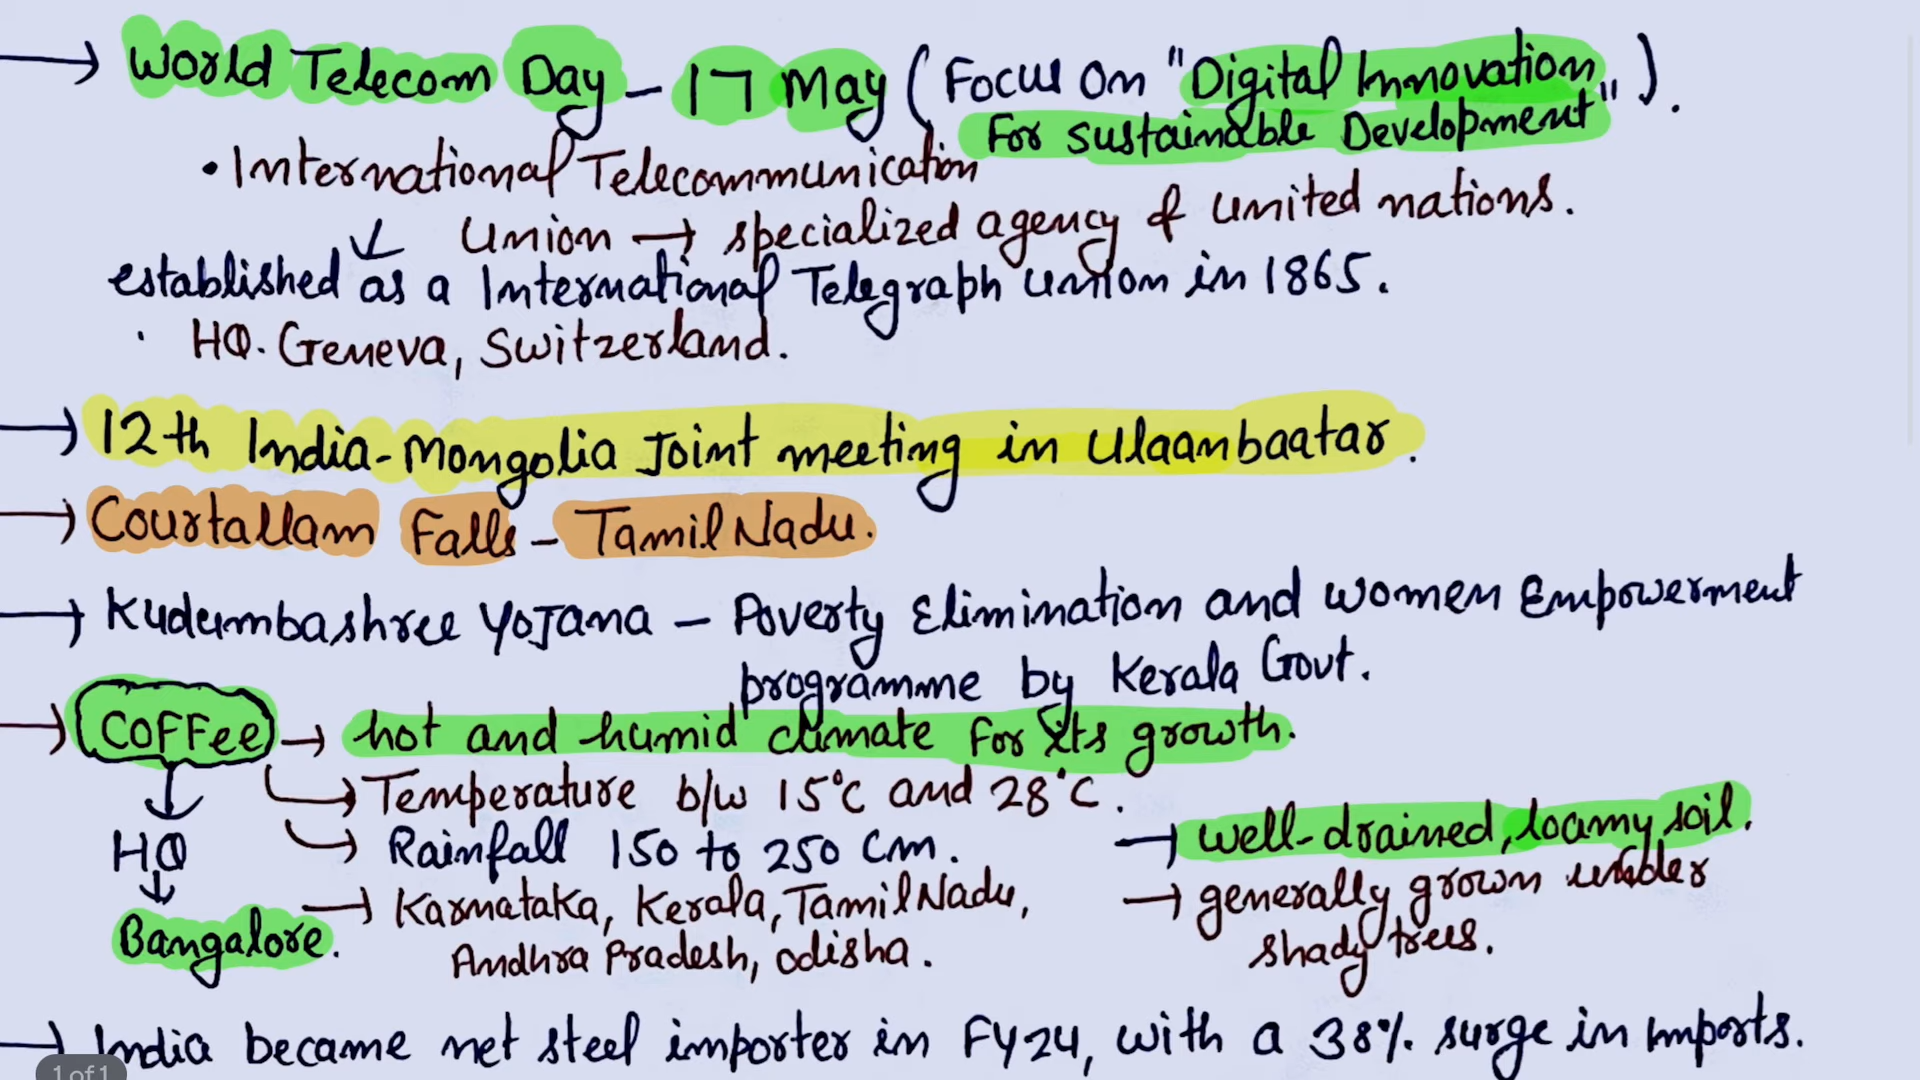 → World Telecom Day – 17 May (Focus On "Digital Innovation
For Sustainable Development").
• International Telecommunication
Union → specialized agency of united nations.
established as a International Telegraph Union in 1865.
• HQ. Geneva, Switzerland.
→ 12th India-Mongolia Joint meeting in Ulaanbaatar.
→ Courtallam Falls – Tamil Nadu.
→ Kudumbashree Yojana – Poverty Elimination and women Empowerment
programme by Kerala Govt.
→ COFFee → hot and humid climate for its growth.
→ Temperature b/w 15°C and 28°C.
HQ → Rainfall 150 to 250 cm. → well-drained, loamy soil.
→ Karnataka, Kerala, Tamil Nadu, → generally grown under
Bangalore. Andhra Pradesh, odisha. shady trees.
→ India became net steel importer in FY24, with a 38% surge in imports.
1 of 1